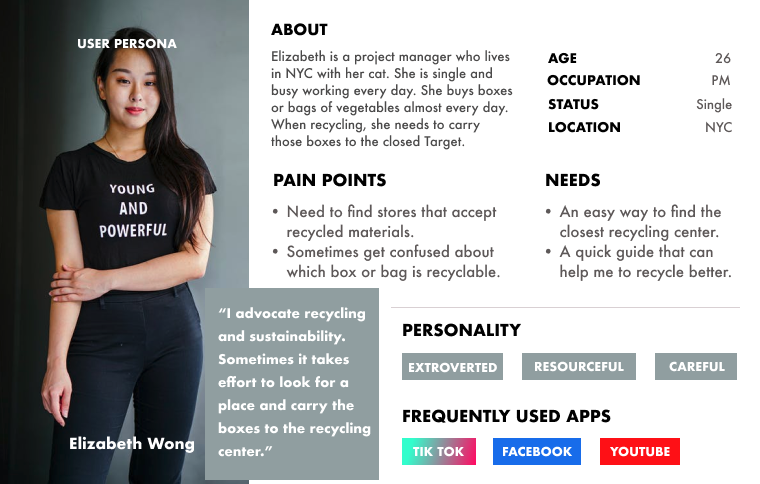 USER PERSONA
YOUNG
AND
POWERFUL
Elizabeth Wong
“I advocate recycling
and sustainability.
Sometimes it takes
effort to look for a
place and carry the
boxes to the recycling
center.”
ABOUT
Elizabeth is a project manager who lives
in NYC with her cat. She is single and
busy working every day. She buys boxes
or bags of vegetables almost every day.
When recycling, she needs to carry
those boxes to the closed Target.
AGE 26
OCCUPATION PM
STATUS Single
LOCATION NYC
PAIN POINTS
• Need to find stores that accept
recycled materials.
• Sometimes get confused about
which box or bag is recyclable.
NEEDS
• An easy way to find the
closest recycling center.
• A quick guide that can
help me to recycle better.
PERSONALITY
EXTROVERTED RESOURCEFUL CAREFUL
FREQUENTLY USED APPS
TIK TOK FACEBOOK YOUTUBE